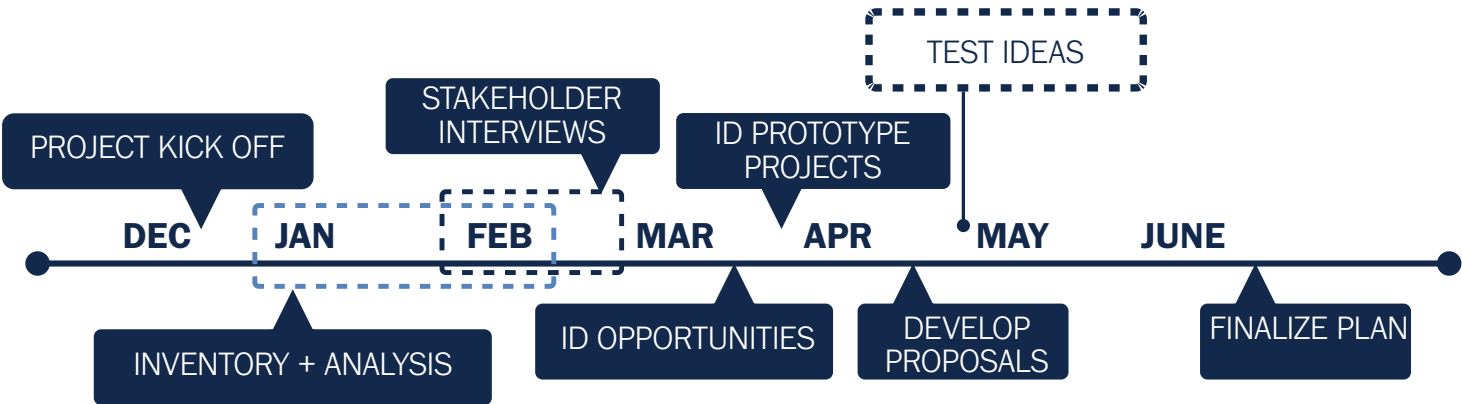 TEST IDEAS
STAKEHOLDER
INTERVIEWS
PROJECT KICK OFF
ID PROTOTYPE
PROJECTS
DEC JAN FEB MAR APR MAY JUNE
INVENTORY + ANALYSIS
ID OPPORTUNITIES
DEVELOP
PROPOSALS
FINALIZE PLAN